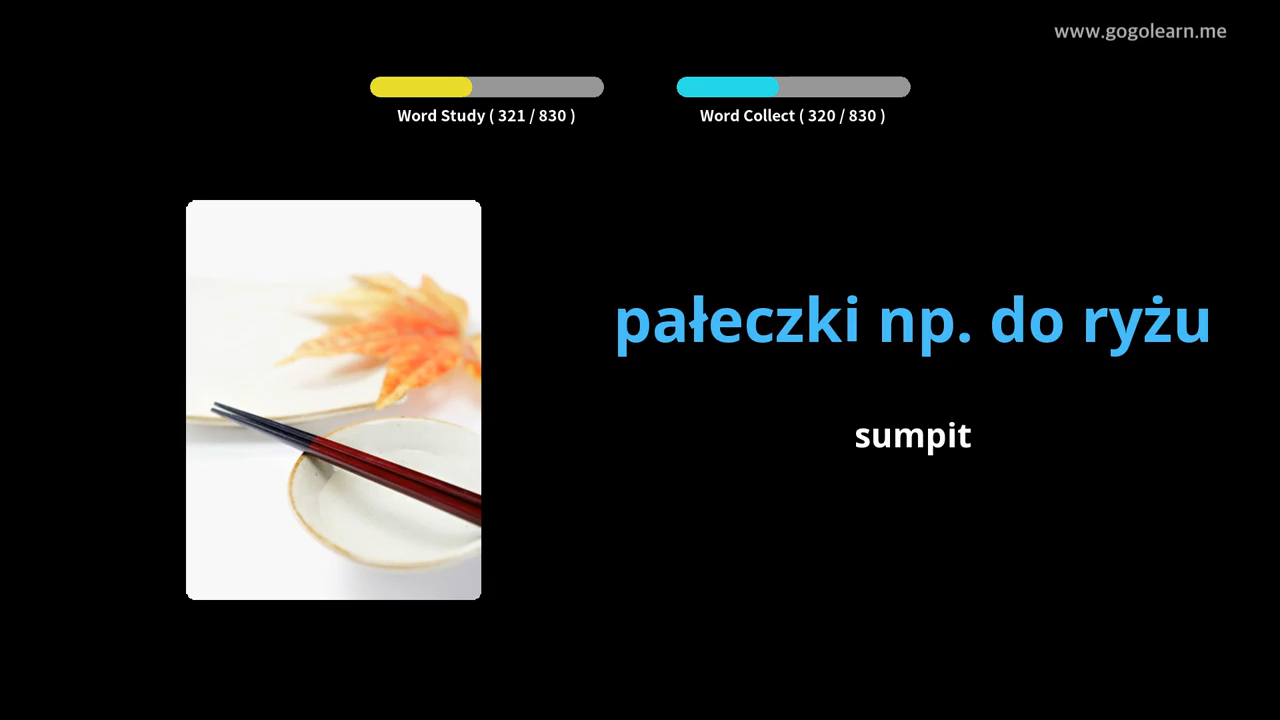 www.gogolearn.me
Word Study ( 321 / 830 )
Word Collect ( 320 / 830 )
pałeczki np. do ryżu
sumpit